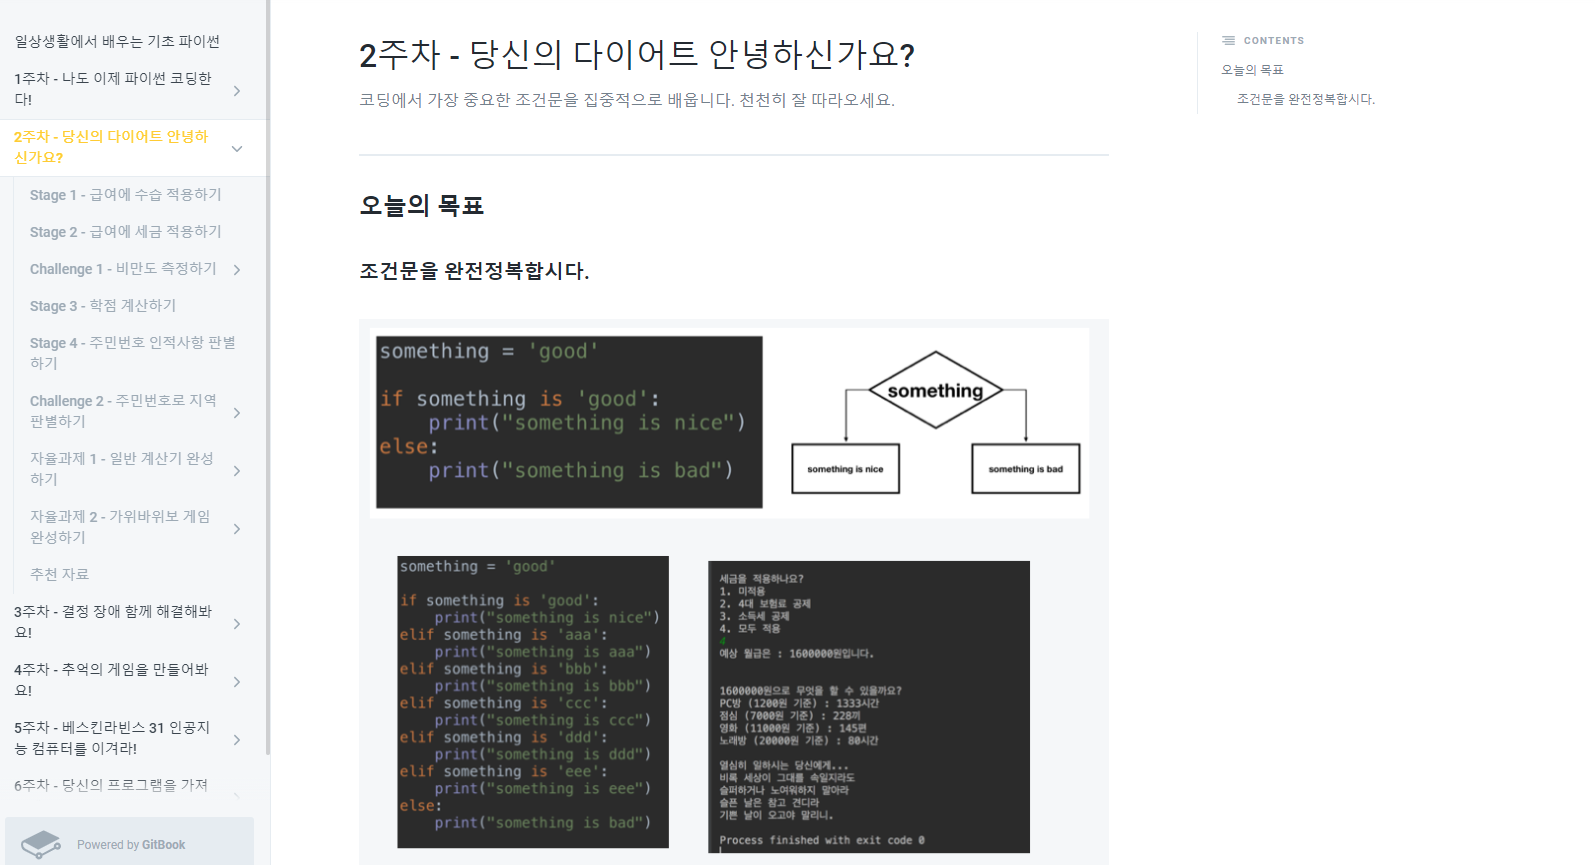 일상생활에서 배우는 기초 파이썬
1주차 - 나도 이제 파이썬 코딩한
다!
2주차 - 당신의 다이어트 안녕하
신가요?
Stage 1 - 급여에 수습 적용하기
Stage 2 - 급여에 세금 적용하기
Challenge 1 - 비만도 측정하기
Stage 3 - 학점 계산하기
Stage 4 - 주민번호 인적사항 판별
하기
Challenge 2 - 주민번호로 지역
판별하기
자율과제 1 - 일반 계산기 완성
하기
자율과제 2 - 가위바위보 게임
완성하기
추천 자료
3주차 - 결정 장애 함께 해결해봐
요!
4주차 - 추억의 게임을 만들어봐
요!
5주차 - 베스킨라빈스 31 인공지
능 컴퓨터를 이겨라!
6주차 - 당신의 프로그램을 가져
Powered by GitBook
2주차 - 당신의 다이어트 안녕하신가요?
코딩에서 가장 중요한 조건문을 집중적으로 배웁니다. 천천히 잘 따라오세요.
오늘의 목표
조건문을 완전정복합시다.
something = 'good'
if something is 'good':
print("something is nice")
else:
print("something is bad")
something
something is nice
something is bad
something = 'good'
if something is 'good':
print("something is nice")
elif something is 'aaa':
print("something is aaa")
elif something is 'bbb':
print("something is bbb")
elif something is 'ccc':
print("something is ccc")
elif something is 'ddd':
print("something is ddd")
elif something is 'eee':
print("something is eee")
else:
print("something is bad")
세금을 적용하나요?
1. 미적용
2. 4대 보험료 공제
3. 소득세 공제
4. 모두 적용
4
예상 월급은 : 1600000원입니다.
1600000원으로 무엇을 할 수 있을까요?
PC방 (1200원 기준) : 1333시간
점심 (7000원 기준) : 228끼
영화 (11000원 기준) : 145편
노래방 (20000원 기준) : 80시간
열심히 일하시는 당신에게...
비록 세상이 그대를 속일지라도
슬퍼하거나 노여워하지 말아라
슬픈 날은 참고 견디라
기쁜 날이 오고야 말리니.
Process finished with exit code 0
CONTENTS
오늘의 목표
조건문을 완전정복합시다.